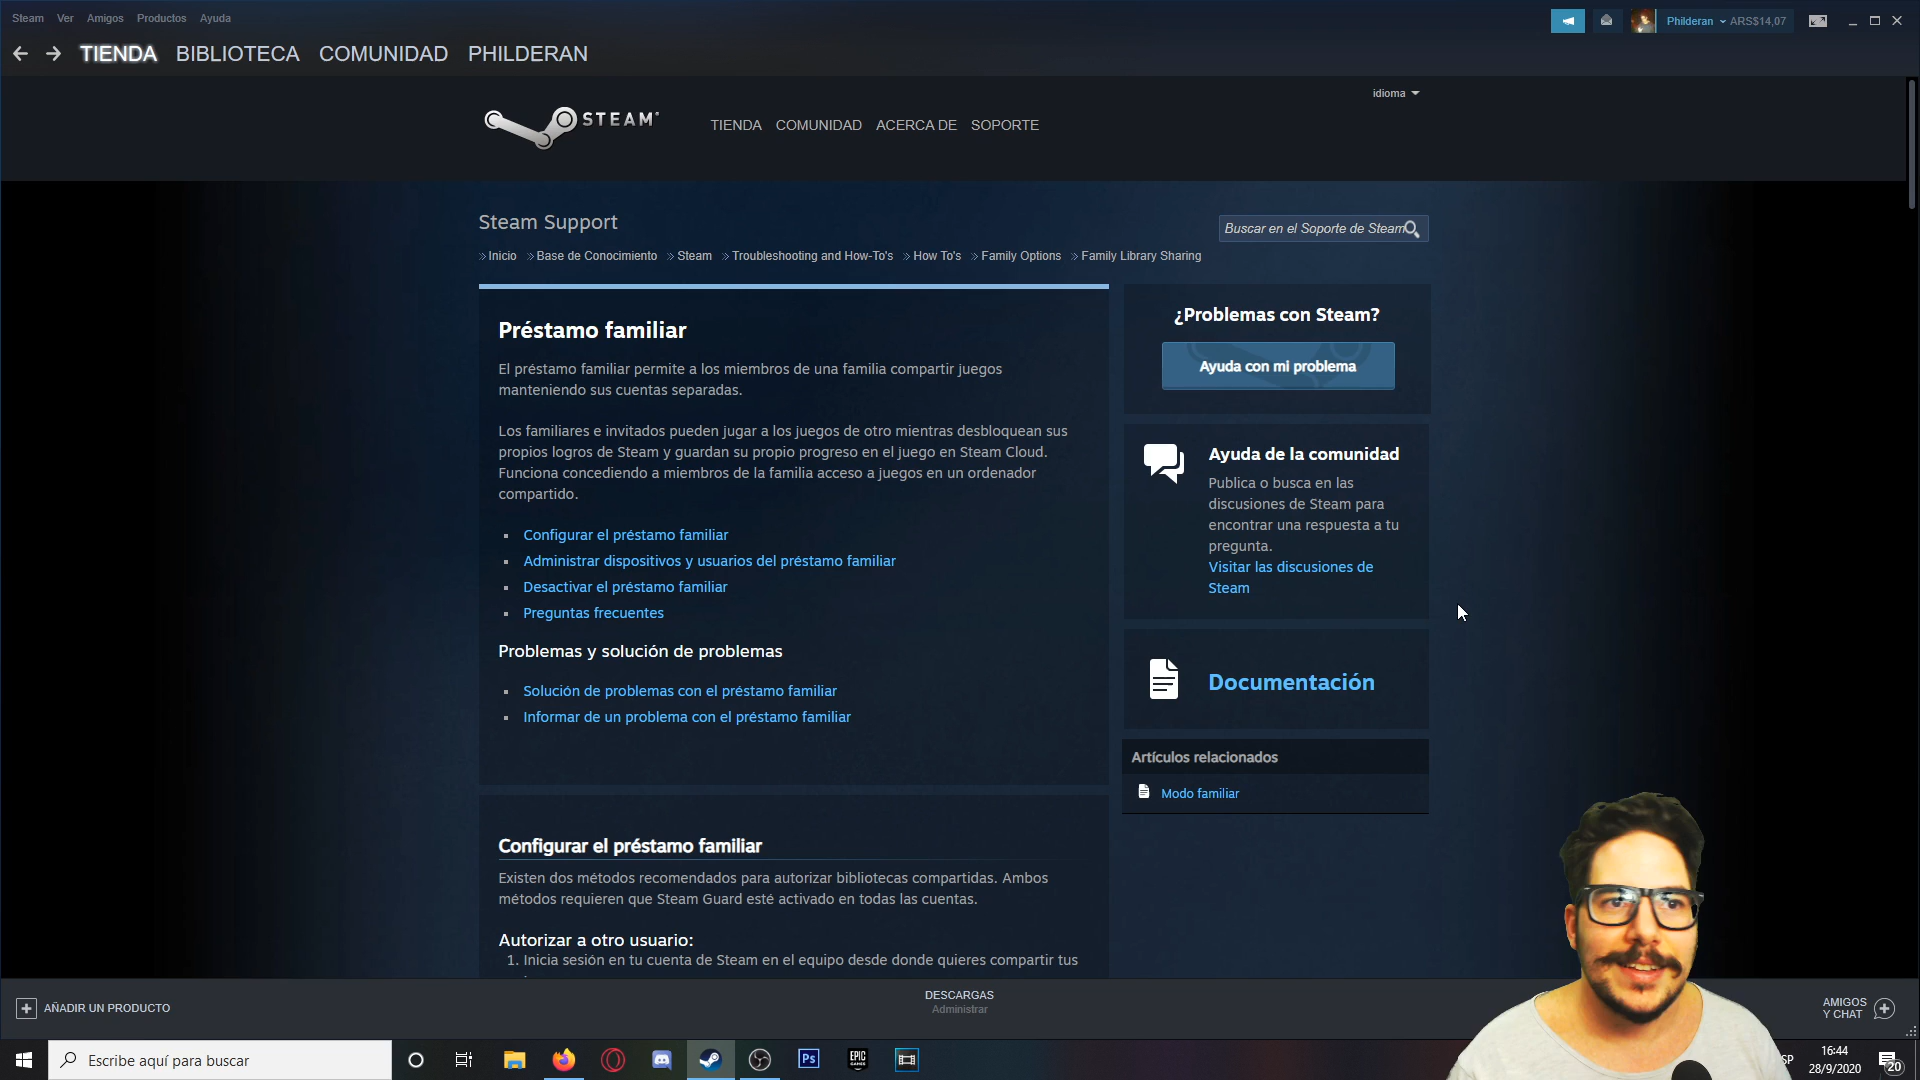 Steam Ver Amigos Productos Ayuda
Philderan ARS$14,07
TIENDA BIBLIOTECA COMUNIDAD PHILDERAN
idioma
STEAM
TIENDA COMUNIDAD ACERCA DE SOPORTE
Steam Support
Buscar en el Soporte de Steam
Inicio Base de Conocimiento Steam Troubleshooting and How-To's How To's Family Options Family Library Sharing
Préstamo familiar
El préstamo familiar permite a los miembros de una familia compartir juegos
manteniendo sus cuentas separadas.
Los familiares e invitados pueden jugar a los juegos de otro mientras desbloquean sus
propios logros de Steam y guardan su propio progreso en el juego en Steam Cloud.
Funciona concediendo a miembros de la familia acceso a juegos en un ordenador
compartido.
Configurar el préstamo familiar
Administrar dispositivos y usuarios del préstamo familiar
Desactivar el préstamo familiar
Preguntas frecuentes
Problemas y solución de problemas
Solución de problemas con el préstamo familiar
Informar de un problema con el préstamo familiar
¿Problemas con Steam?
Ayuda con mi problema
Ayuda de la comunidad
Publica o busca en las
discusiones de Steam para
encontrar una respuesta a tu
pregunta.
Visitar las discusiones de
Steam
Documentación
Artículos relacionados
Modo familiar
Configurar el préstamo familiar
Existen dos métodos recomendados para autorizar bibliotecas compartidas. Ambos
métodos requieren que Steam Guard esté activado en todas las cuentas.
Autorizar a otro usuario:
1. Inicia sesión en tu cuenta de Steam en el equipo desde donde quieres compartir tus
AÑADIR UN PRODUCTO
DESCARGAS
Administrar
AMIGOS
Y CHAT
Escribe aquí para buscar
Ps
EPIC
GAMES
SP
16:44
28/9/2020
20